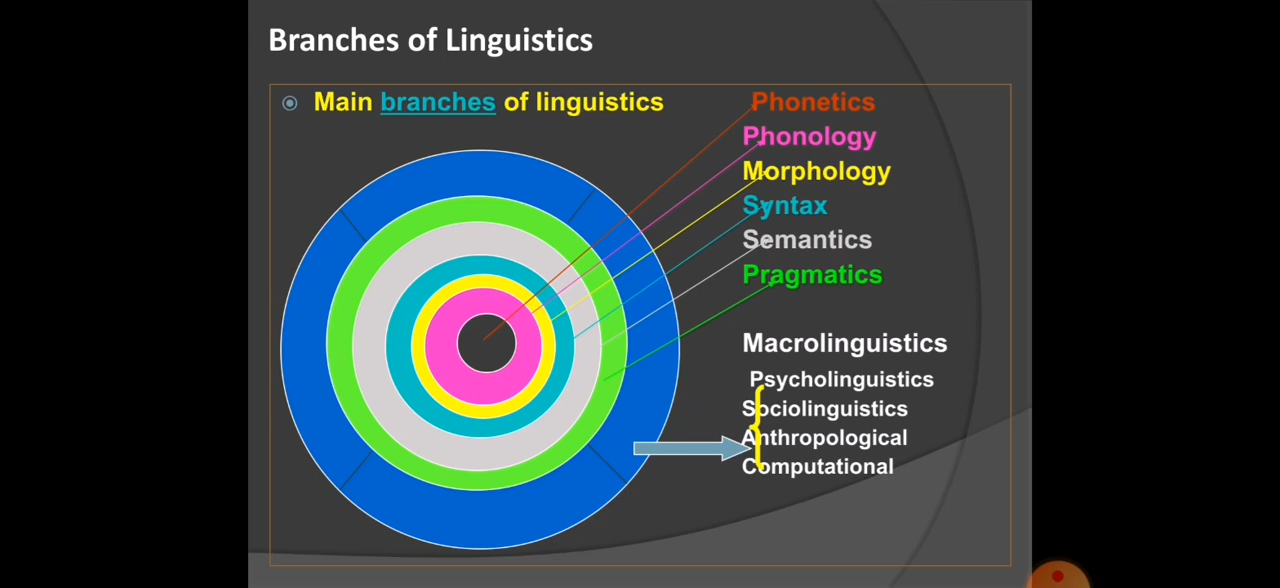 Branches of Linguistics
Main branches of linguistics
Phonetics
Phonology
Morphology
Syntax
Semantics
Pragmatics
Macrolinguistics
Psycholinguistics
Sociolinguistics
Anthropological
Computational